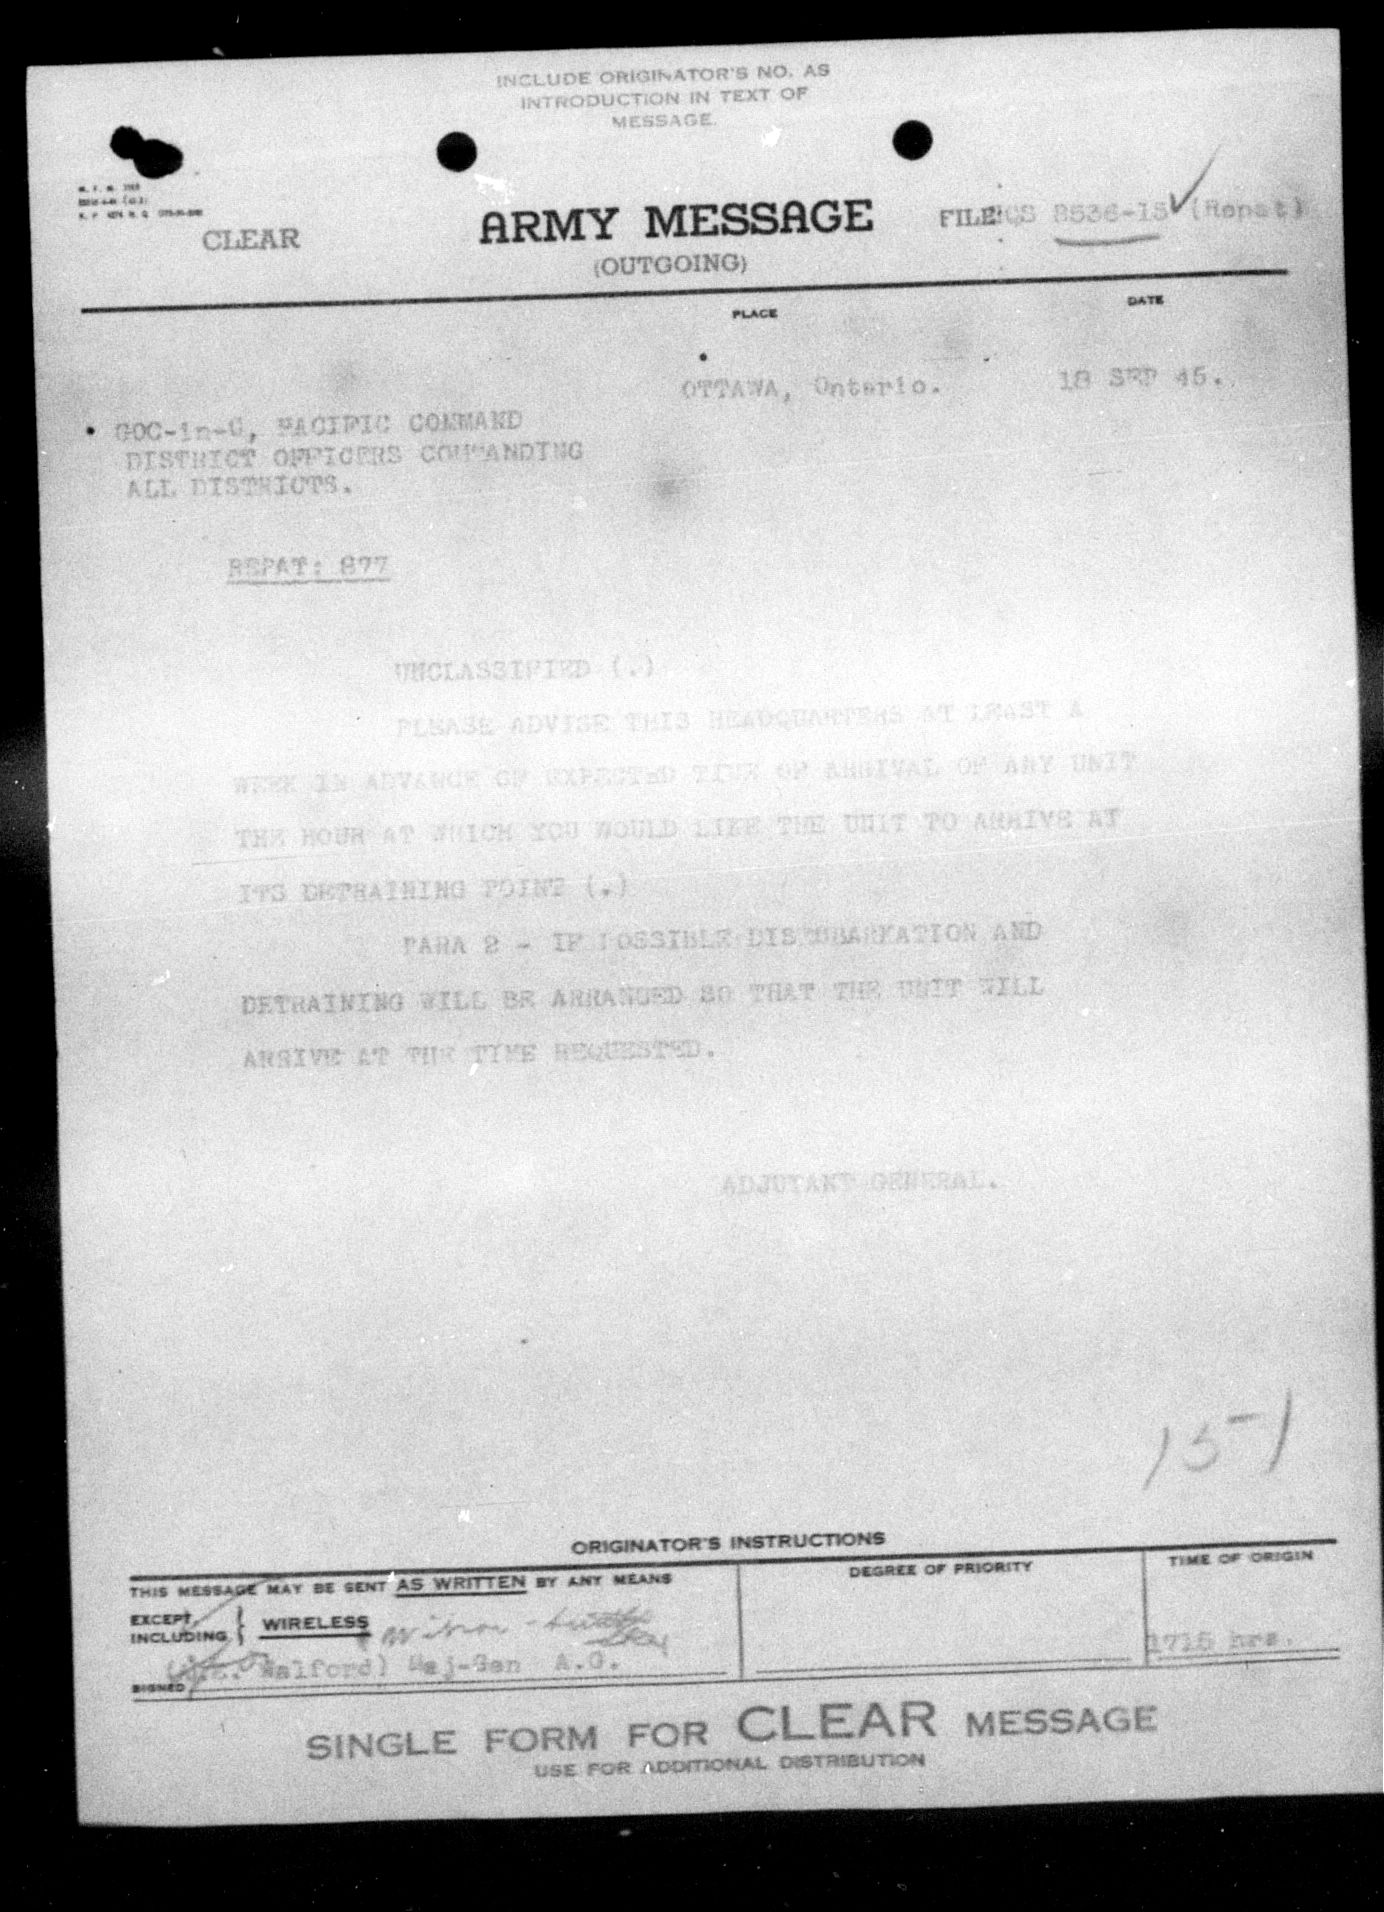 INCLUDE ORIGINATOR'S NO. AS
INTRODUCTION IN TEXT OF
MESSAGE.
CLEAR
ARMY MESSAGE
(OUTGOING)
FILE HQS 8536-15 (Repat)
PLACE
DATE
OTTAWA, Ontario.
18 SEP 45.
GOC-in-C, PACIFIC COMMAND
DISTRICT OFFICERS COMMANDING
ALL DISTRICTS.
REPAT: 877
UNCLASSIFIED (.)
PLEASE ADVISE THIS HEADQUARTERS AT LEAST A
WEEK IN ADVANCE OF EXPECTED TIME OF ARRIVAL OF ANY UNIT
THE HOUR AT WHICH YOU WOULD LIKE THE UNIT TO ARRIVE AT
ITS DETRAINING POINT (.)
PARA 2 - IF POSSIBLE DISEMBARKATION AND
DETRAINING WILL BE ARRANGED SO THAT THE UNIT WILL
ARRIVE AT THE TIME REQUESTED.
ADJUTANT GENERAL.
ORIGINATOR'S INSTRUCTIONS
THIS MESSAGE MAY BE SENT AS WRITTEN BY ANY MEANS
DEGREE OF PRIORITY
TIME OF ORIGIN
EXCEPT
INCLUDING } WIRELESS
Walford) Maj-Gen A.G.
1715 hrs.
SIGNED
SINGLE FORM FOR CLEAR MESSAGE
USE FOR ADDITIONAL DISTRIBUTION